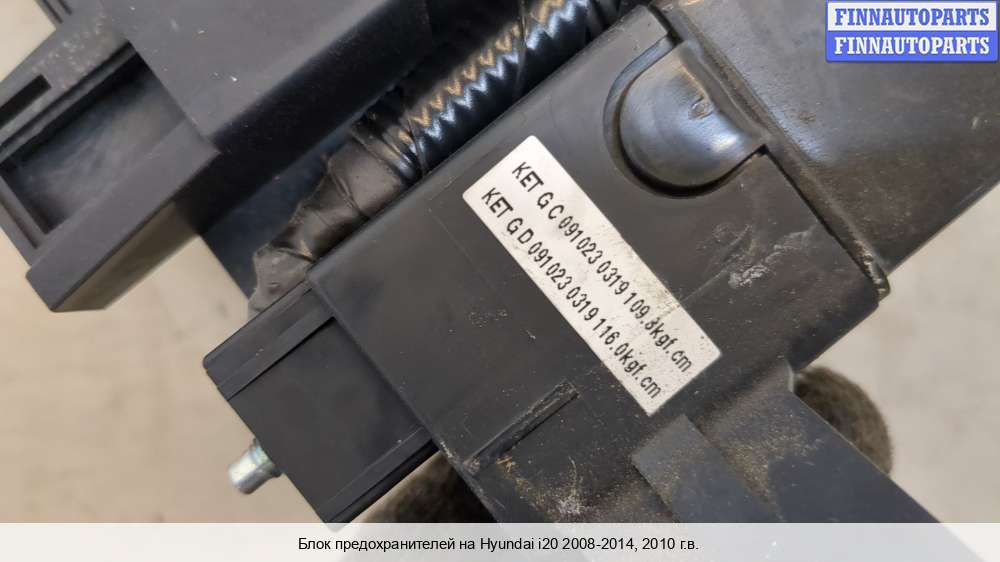 FINNAUTOPARTS
FINNAUTOPARTS
KET G C 091023 0319 109.3kgf.cm
KET G D 091023 0319 116.0kgf.cm
Блок предохранителей на Hyundai i20 2008-2014, 2010 г.в.